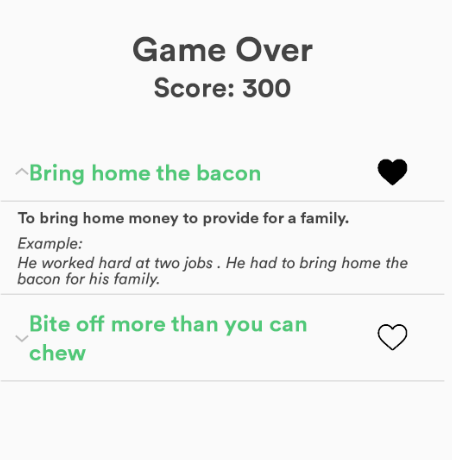 Game Over
Score: 300
Bring home the bacon
To bring home money to provide for a family.
Example:
He worked hard at two jobs . He had to bring home the
bacon for his family.
Bite off more than you can
chew